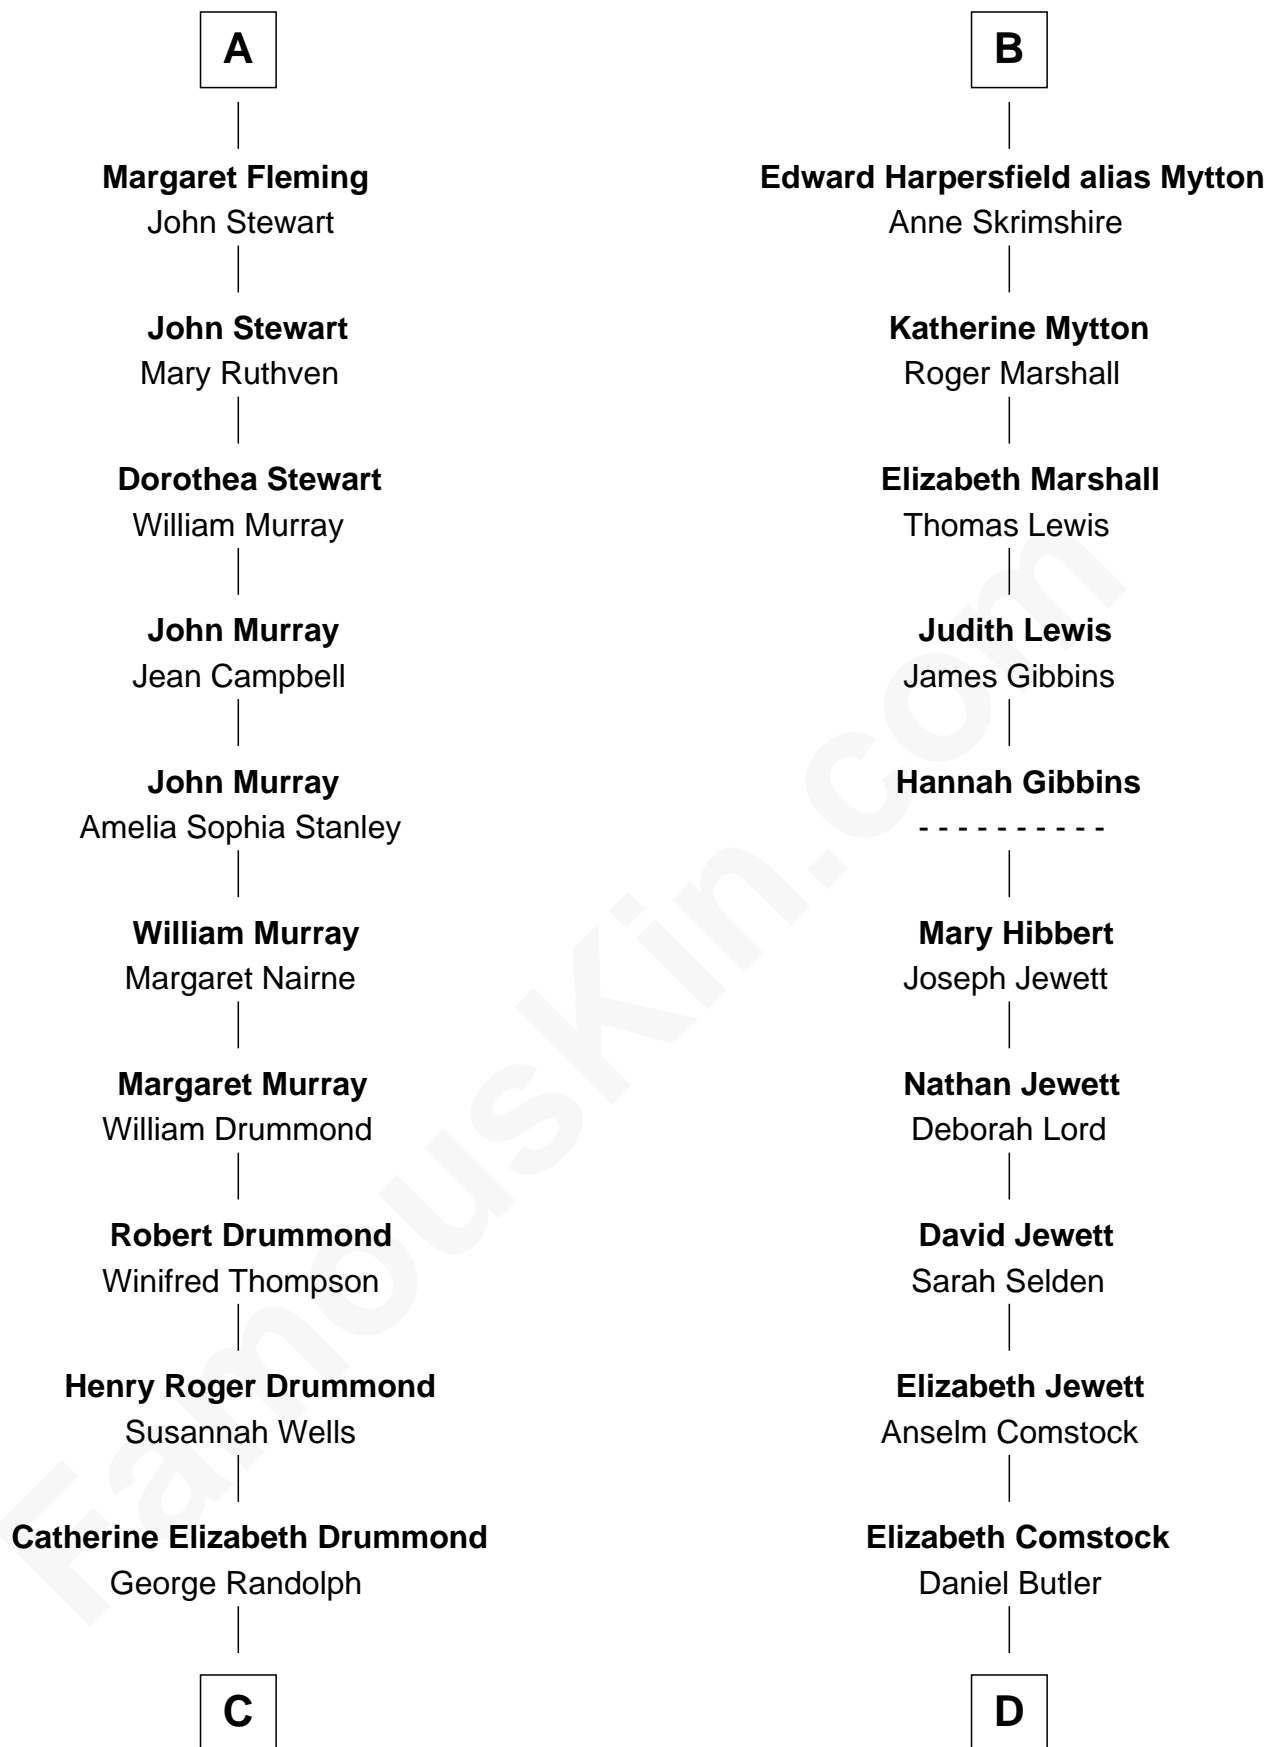 A
Margaret Fleming
John Stewart
John Stewart
Mary Ruthven
Dorothea Stewart
William Murray
John Murray
Jean Campbell
John Murray
Amelia Sophia Stanley
William Murray
Margaret Nairne
Margaret Murray
William Drummond
Robert Drummond
Winifred Thompson
Henry Roger Drummond
Susannah Wells
Catherine Elizabeth Drummond
George Randolph
C
B
Edward Harpersfield alias Mytton
Anne Skrimshire
Katherine Mytton
Roger Marshall
Elizabeth Marshall
Thomas Lewis
Judith Lewis
James Gibbins
Hannah Gibbins
- - - - - - - - - -
Mary Hibbert
Joseph Jewett
Nathan Jewett
Deborah Lord
David Jewett
Sarah Selden
Elizabeth Jewett
Anselm Comstock
Elizabeth Comstock
Daniel Butler
D
FamousKin.com